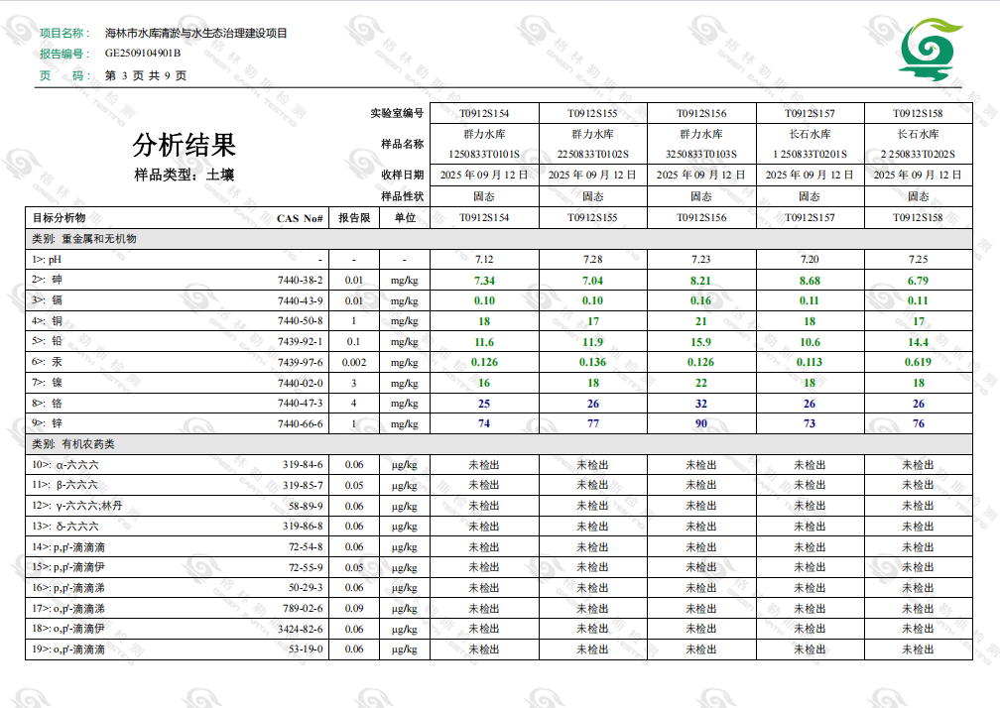 项目名称： 海林市水库清淤与水生态治理建设项目
报告编号： GE2509104901B
页 码： 第 3 页 共 9 页
分析结果
样品类型：土壤
实验室编号 T0912S154 T0912S155 T0912S156 T0912S157 T0912S158
样品名称 群力水库 群力水库 群力水库 长石水库 长石水库
1250833T0101S 2250833T0102S 3250833T0103S 1 250833T0201S 2 250833T0202S
收样日期 2025 年 09 月 12 日 2025 年 09 月 12 日 2025 年 09 月 12 日 2025 年 09 月 12 日 2025 年 09 月 12 日
样品性状 固态 固态 固态 固态 固态
目标分析物 CAS No# 报告限 单位 T0912S154 T0912S155 T0912S156 T0912S157 T0912S158
类别: 重金属和无机物
1>: pH - - - 7.12 7.28 7.23 7.20 7.25
2>: 砷 7440-38-2 0.01 mg/kg 7.34 7.04 8.21 8.68 6.79
3>: 镉 7440-43-9 0.01 mg/kg 0.10 0.10 0.16 0.11 0.11
4>: 铜 7440-50-8 1 mg/kg 18 17 21 18 17
5>: 铅 7439-92-1 0.1 mg/kg 11.6 11.9 15.9 10.6 14.4
6>: 汞 7439-97-6 0.002 mg/kg 0.126 0.136 0.126 0.113 0.619
7>: 镍 7440-02-0 3 mg/kg 16 18 22 18 18
8>: 铬 7440-47-3 4 mg/kg 25 26 32 26 26
9>: 锌 7440-66-6 1 mg/kg 74 77 90 73 76
类别: 有机农药类
10>: α-六六六 319-84-6 0.06 μg/kg 未检出 未检出 未检出 未检出 未检出
11>: β-六六六 319-85-7 0.05 μg/kg 未检出 未检出 未检出 未检出 未检出
12>: γ-六六六;林丹 58-89-9 0.06 μg/kg 未检出 未检出 未检出 未检出 未检出
13>: δ-六六六 319-86-8 0.06 μg/kg 未检出 未检出 未检出 未检出 未检出
14>: p,p'-滴滴滴 72-54-8 0.06 μg/kg 未检出 未检出 未检出 未检出 未检出
15>: p,p'-滴滴伊 72-55-9 0.05 μg/kg 未检出 未检出 未检出 未检出 未检出
16>: p,p'-滴滴涕 50-29-3 0.06 μg/kg 未检出 未检出 未检出 未检出 未检出
17>: o,p'-滴滴涕 789-02-6 0.09 μg/kg 未检出 未检出 未检出 未检出 未检出
18>: o,p'-滴滴伊 3424-82-6 0.06 μg/kg 未检出 未检出 未检出 未检出 未检出
19>: o,p'-滴滴滴 53-19-0 0.06 μg/kg 未检出 未检出 未检出 未检出 未检出
格林勒斯检测
GREEN EARTH TESTING